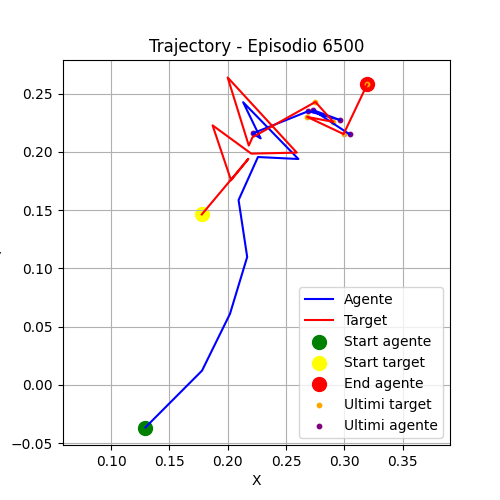 Trajectory - Episodio 6500
0.25
0.20
0.15
0.10
0.05
0.00
−0.05
0.10 0.15 0.20 0.25 0.30 0.35
X
Agente
Target
Start agente
Start target
End agente
Ultimi target
Ultimi agente